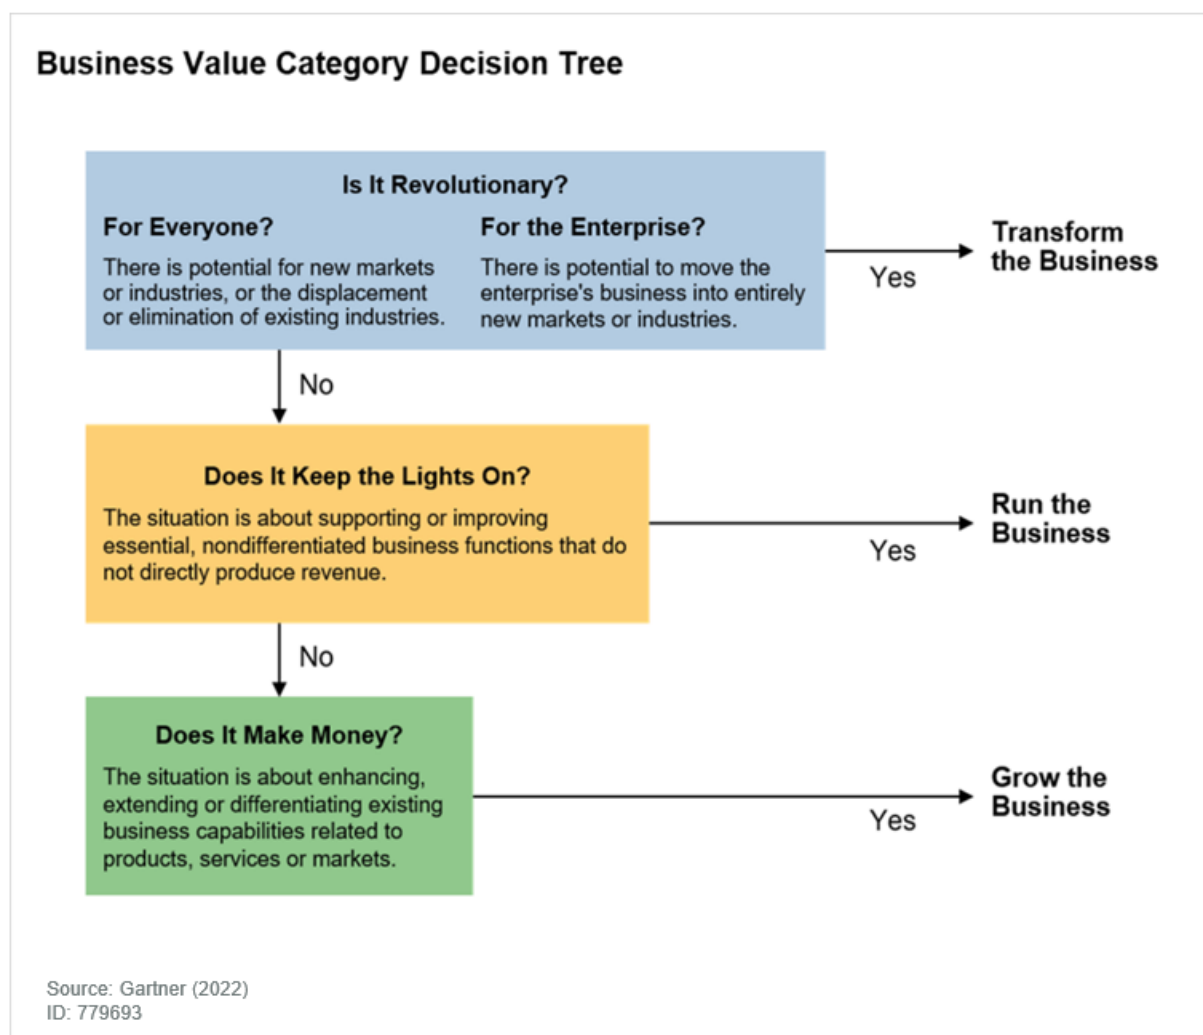 Business Value Category Decision Tree
Is It Revolutionary?
For Everyone?
There is potential for new markets
or industries, or the displacement
or elimination of existing industries.
For the Enterprise?
There is potential to move the
enterprise's business into entirely
new markets or industries.
Yes
Transform
the Business
No
Does It Keep the Lights On?
The situation is about supporting or improving
essential, nondifferentiated business functions that do
not directly produce revenue.
Yes
Run the
Business
No
Does It Make Money?
The situation is about enhancing,
extending or differentiating existing
business capabilities related to
products, services or markets.
Yes
Grow the
Business
Source: Gartner (2022)
ID: 779693